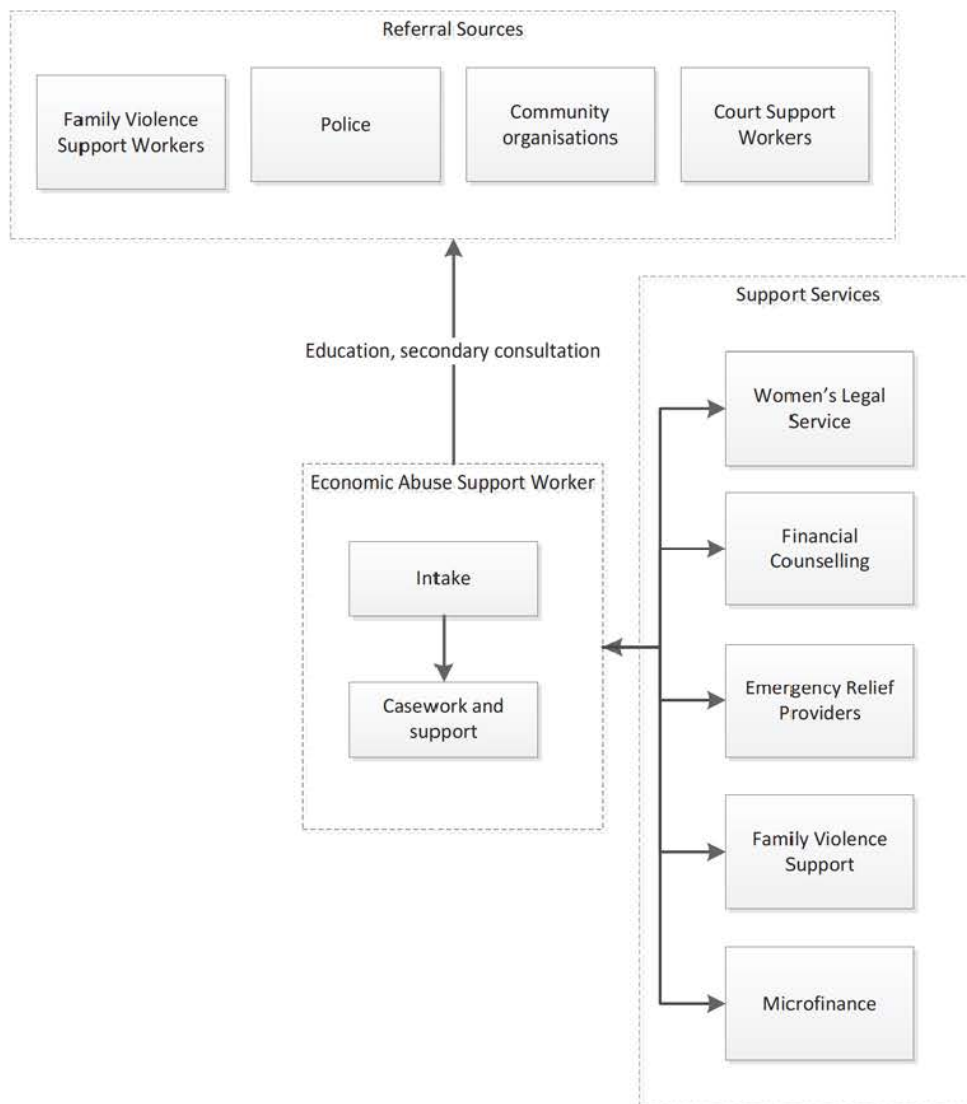 Referral Sources
Family Violence
Support Workers
Police
Community
organisations
Court Support
Workers
Education, secondary consultation
Economic Abuse Support Worker
Intake
Casework and
support
Support Services
Women’s Legal
Service
Financial
Counselling
Emergency Relief
Providers
Family Violence
Support
Microfinance